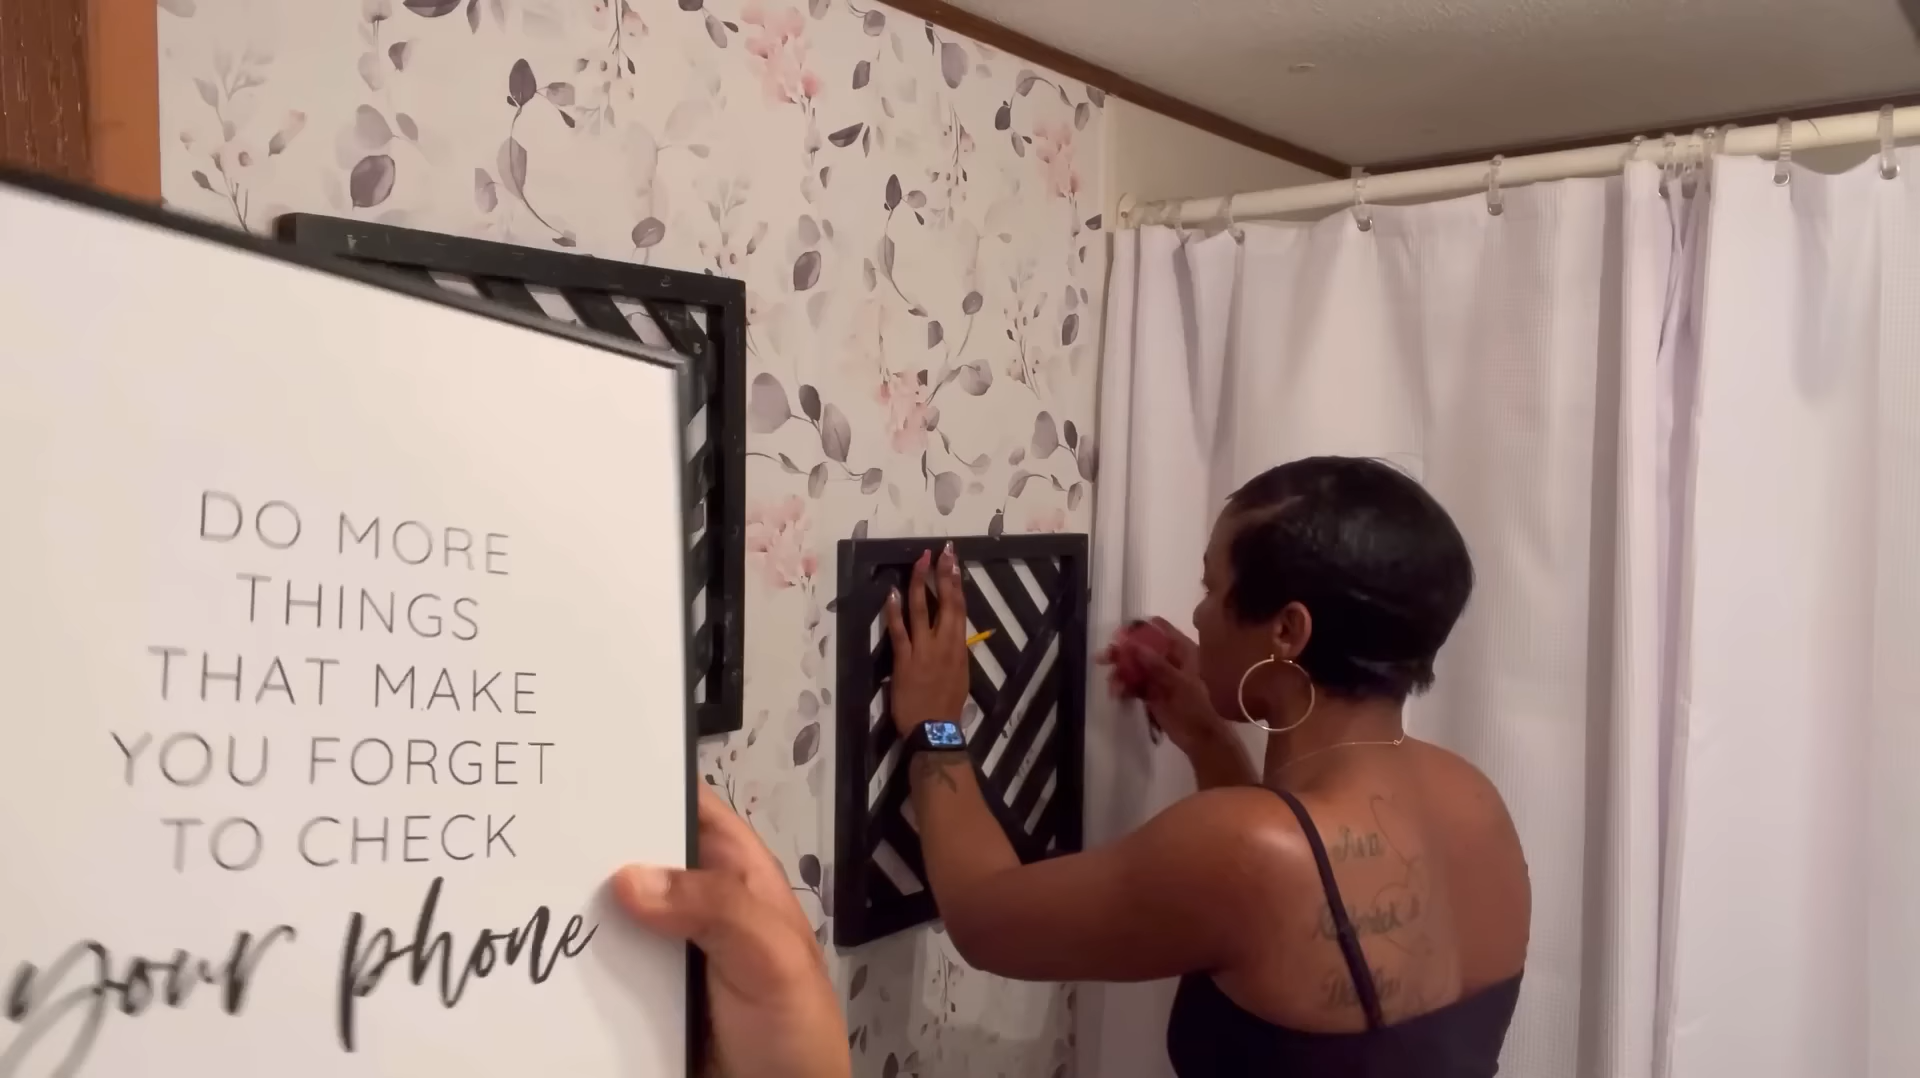 DO MORE
THINGS
THAT MAKE
YOU FORGET
TO CHECK
your phone